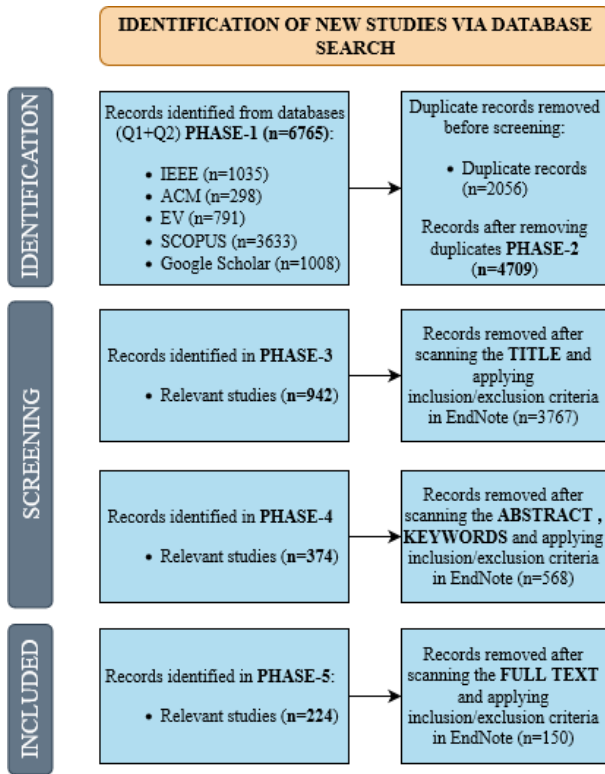 IDENTIFICATION OF NEW STUDIES VIA DATABASE
SEARCH
IDENTIFICATION
Records identified from databases
(Q1+Q2) PHASE-1 (n=6765):
• IEEE (n=1035)
• ACM (n=298)
• EV (n=791)
• SCOPUS (n=3633)
• Google Scholar (n=1008)
Duplicate records removed
before screening:
• Duplicate records
(n=2056)
Records after removing
duplicates PHASE-2
(n=4709)
SCREENING
Records identified in PHASE-3
• Relevant studies (n=942)
Records removed after
scanning the TITLE and
applying
inclusion/exclusion criteria
in EndNote (n=3767)
Records identified in PHASE-4
• Relevant studies (n=374)
Records removed after
scanning the ABSTRACT ,
KEYWORDS and applying
inclusion/exclusion criteria
in EndNote (n=568)
INCLUDED
Records identified in PHASE-5:
• Relevant studies (n=224)
Records removed after
scanning the FULL TEXT
and applying
inclusion/exclusion criteria
in EndNote (n=150)